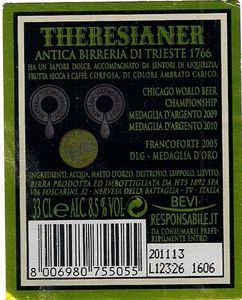 THERESIANER
ANTICA BIRRERIA DI TRIESTE 1766
HA UN SAPORE DOLCE ACCOMPAGNATO DA SENTORI DI LIQUIRIZIA,
FRUTTA SECCA E CAFFÈ. CORPOSA, DI COLORE AMBRATO CARICO.
CHICAGO WORLD BEER
CHAMPIONSHIP
MEDAGLIA D'ARGENTO 2009
MEDAGLIA D'ARGENTO 2010
FRANCOFORTE 2005
DLG - MEDAGLIA D'ORO
INGREDIENTI: ACQUA, MALTO D'ORZO, DESTROSIO, LUPPOLO, LIEVITO.
BIRRA PRODOTTA ED IMBOTTIGLIATA DA HTS 1892 SPA
VIA FOSCARINI, 52 - NERVESA DELLA BATTAGLIA - TV - ITALIA
33 Cl e ALC. 8,5% VOL
BEVI-
RESPONSABILE.IT
DA CONSUMARSI PREFE-
RIBILMENTE ENTRO:
201113
L12326 1606
8 006980 755055